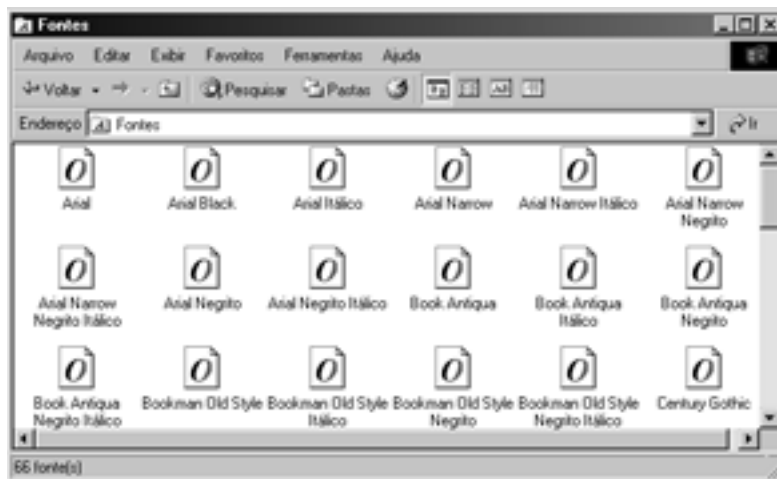 Fontes
Arquivo Editar Exibir Favoritos Ferramentas Ajuda
Voltar Pesquisar Pastas
Endereço Fontes Ir
Arial Arial Black Arial Itálico Arial Narrow Arial Narrow Itálico Arial Narrow
Negrito
Arial Narrow Arial Negrito Arial Negrito Itálico Book Antiqua Book Antiqua Book Antiqua
Negrito Itálico Itálico Negrito
Book Antiqua Bookman Old Style Bookman Old Style Bookman Old Style Bookman Old Style Century Gothic
Negrito Itálico Itálico Negrito Negrito Itálico
66 fonte(s)